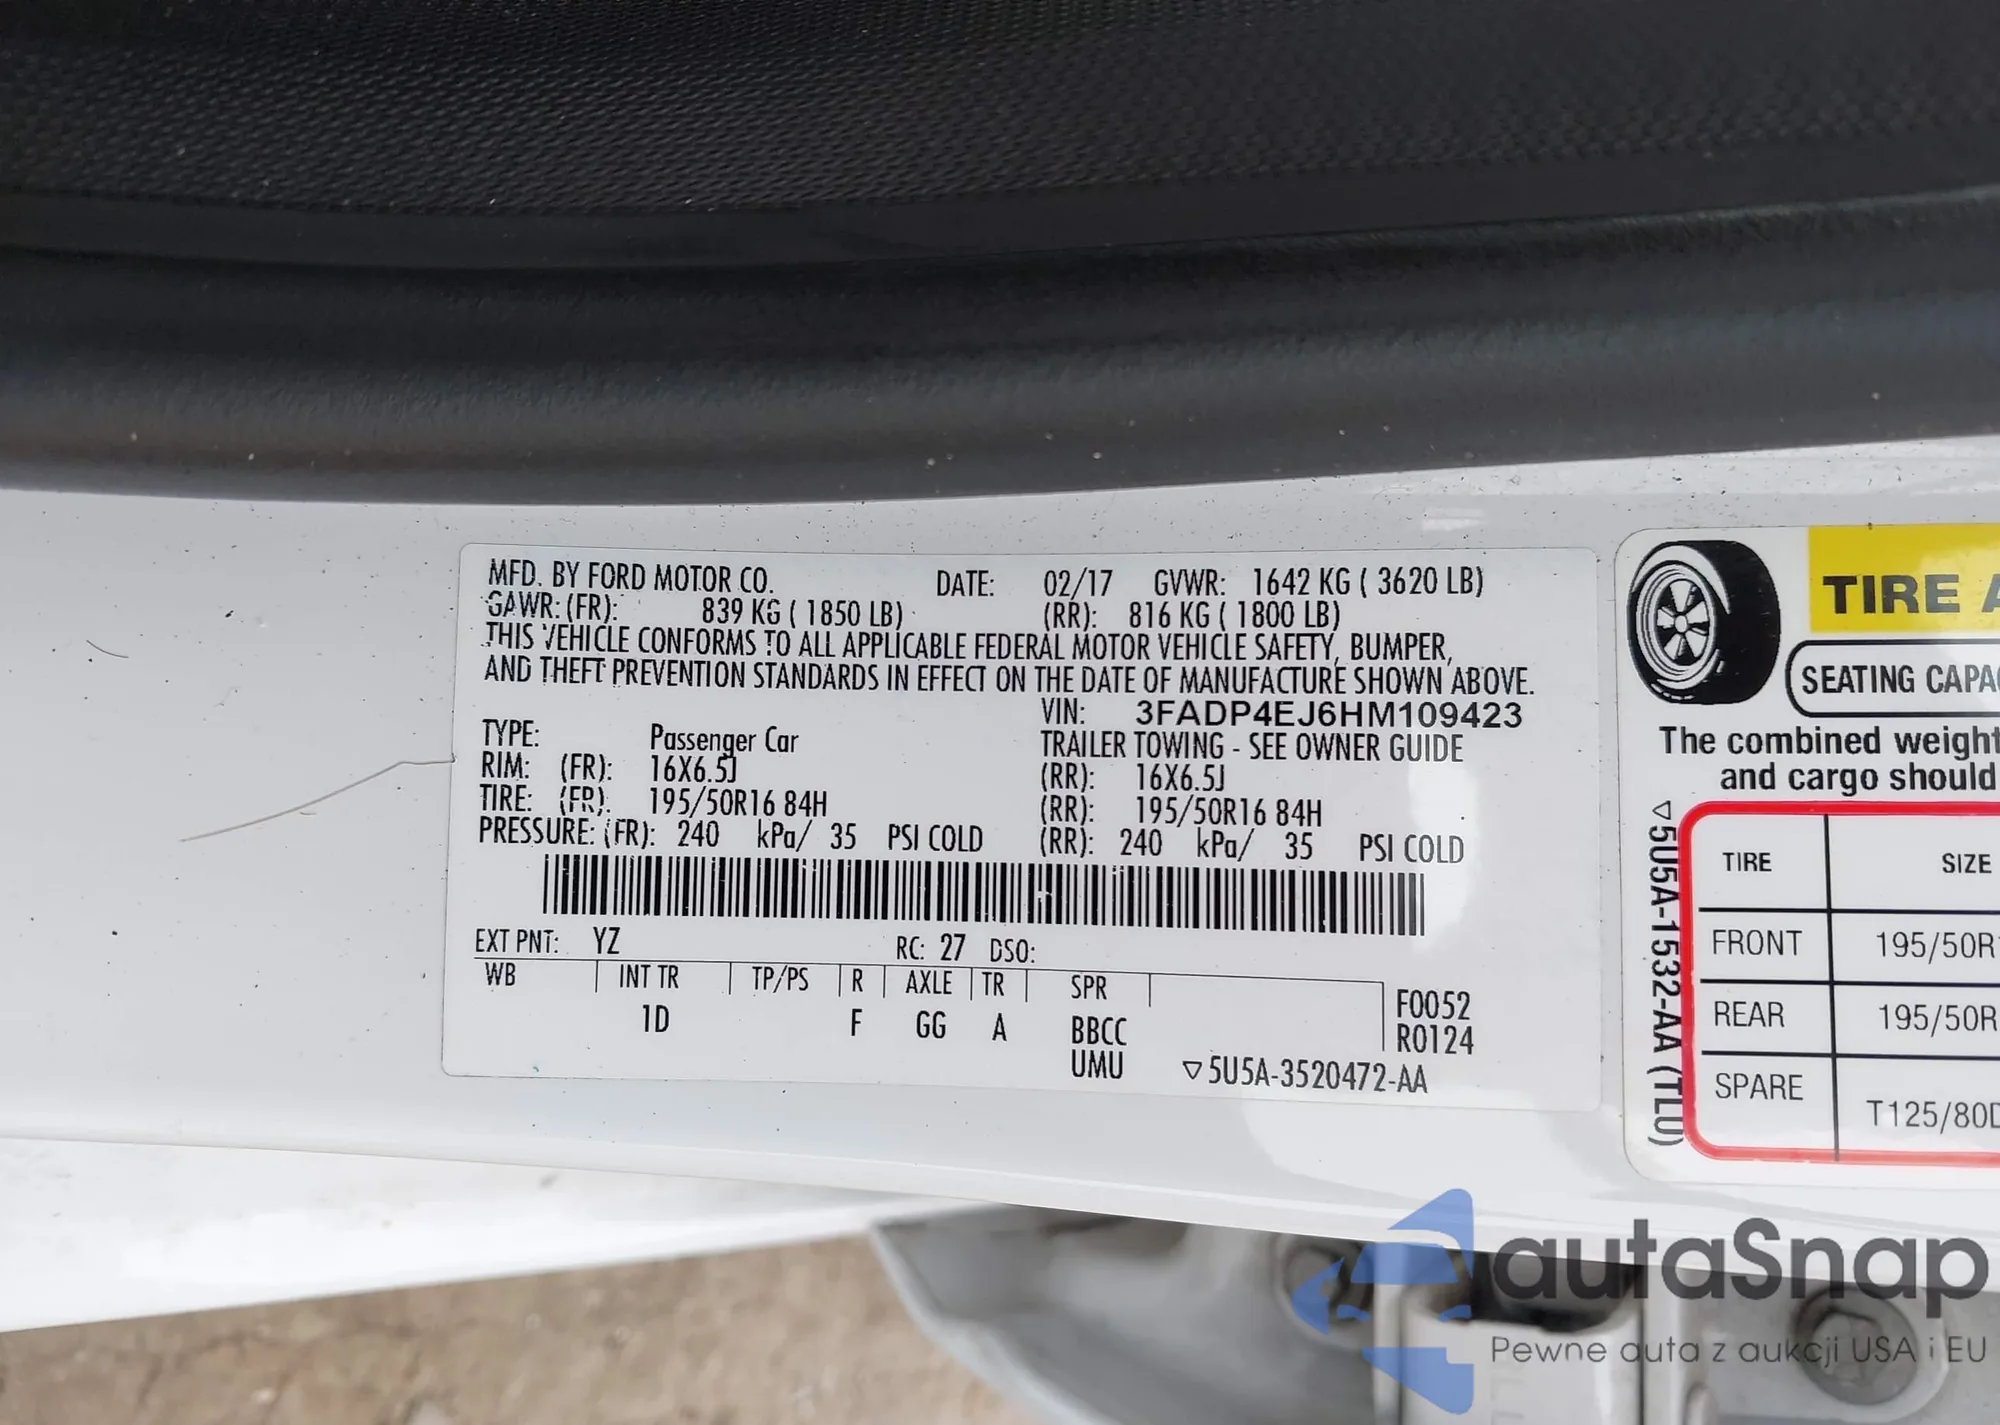 MFD. BY FORD MOTOR CO. DATE: 02/17 GVWR: 1642 KG ( 3620 LB)
GAWR: (FR): 839 KG ( 1850 LB) (RR): 816 KG ( 1800 LB)
THIS VEHICLE CONFORMS TO ALL APPLICABLE FEDERAL MOTOR VEHICLE SAFETY, BUMPER,
AND THEFT PREVENTION STANDARDS IN EFFECT ON THE DATE OF MANUFACTURE SHOWN ABOVE.
VIN: 3FADP4EJ6HM109423
TYPE: Passenger Car TRAILER TOWING - SEE OWNER GUIDE
RIM: (FR): 16X6.5J (RR): 16X6.5J
TIRE: (FR): 195/50R16 84H (RR): 195/50R16 84H
PRESSURE: (FR): 240 kPa/ 35 PSI COLD (RR): 240 kPa/ 35 PSI COLD
EXT PNT: YZ RC: 27 DSO:
WB INT TR TP/PS R AXLE TR SPR
1D F GG A BBCC
UMU
F0052
R0124
▽5U5A-3520472-AA
TIRE A
SEATING CAPA
The combined weight
and cargo should
▽5U5A-1532-AA (TLU)
TIRE SIZE
FRONT 195/50R
REAR 195/50R
SPARE T125/80D
autaSnap
Pewne auta z aukcji USA i EU